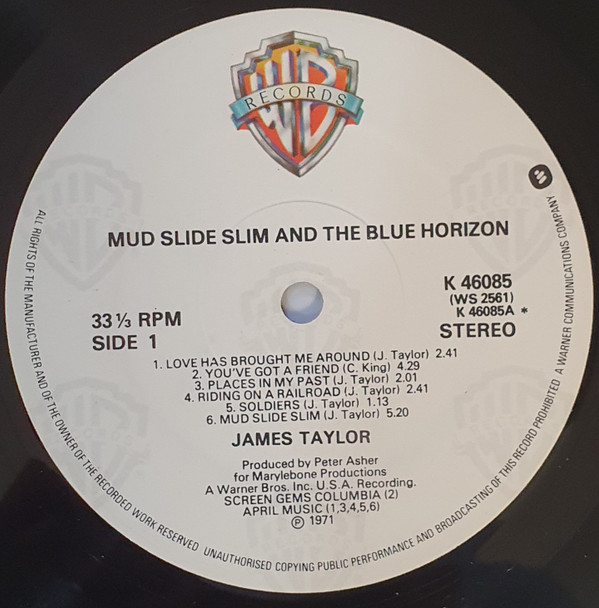 WB
RECORDS
MUD SLIDE SLIM AND THE BLUE HORIZON
33 ⅓ RPM
SIDE 1
K 46085
(WS 2561)
K 46085A *
STEREO
1. LOVE HAS BROUGHT ME AROUND (J. Taylor) 2.41
2. YOU'VE GOT A FRIEND (C. King) 4.29
3. PLACES IN MY PAST (J. Taylor) 2.01
4. RIDING ON A RAILROAD (J. Taylor) 2.41
5. SOLDIERS (J. Taylor) 1.13
6. MUD SLIDE SLIM (J. Taylor) 5.20
JAMES TAYLOR
Produced by Peter Asher
for Marylebone Productions
A Warner Bros. Inc. U.S.A. Recording.
SCREEN GEMS COLUMBIA (2)
APRIL MUSIC (1,3,4,5,6)
Ⓟ 1971
ALL RIGHTS OF THE MANUFACTURER AND OF THE OWNER OF THE RECORDED WORK RESERVED UNAUTHORISED COPYING PUBLIC PERFORMANCE AND BROADCASTING OF THIS RECORD PROHIBITED A WARNER COMMUNICATIONS COMPANY